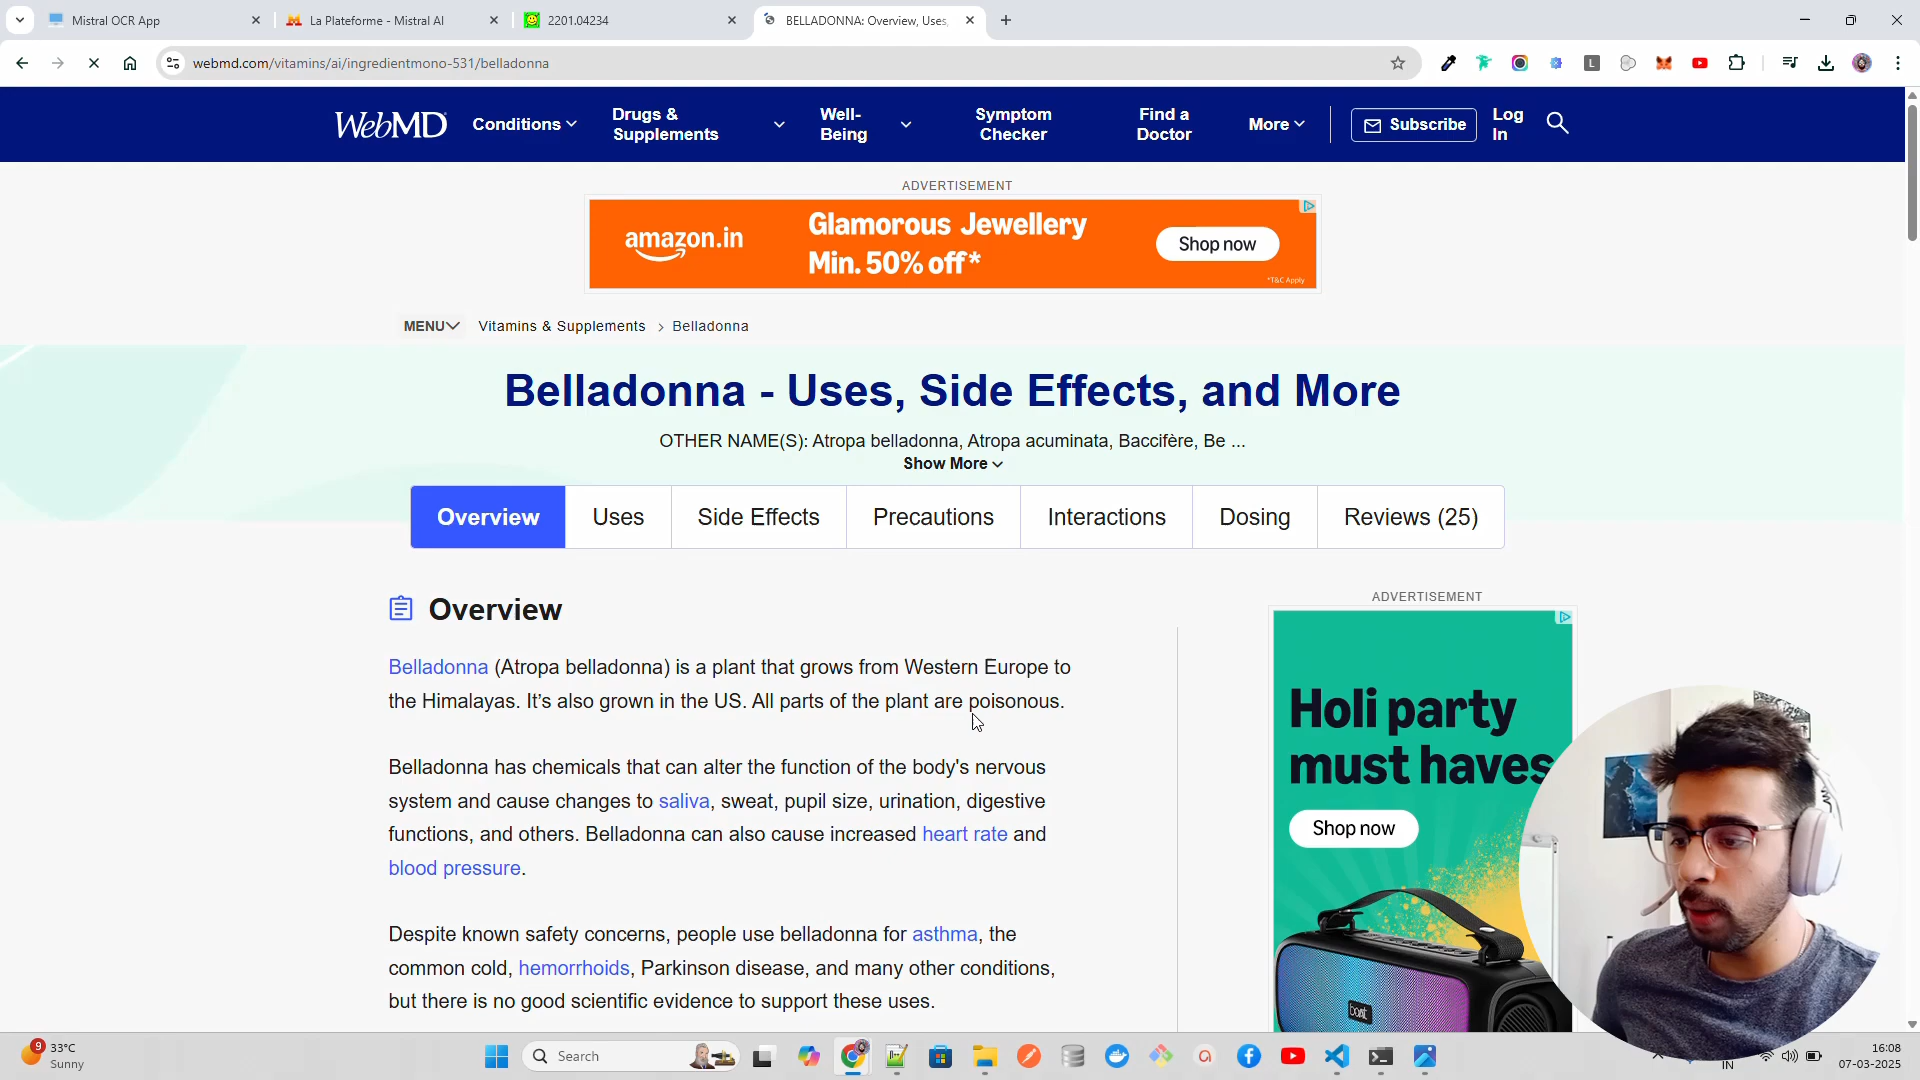 Mistral OCR App
La Plateforme - Mistral AI
2201.04234
BELLADONNA: Overview, Uses,
webmd.com/vitamins/ai/ingredientmono-531/belladonna
WebMD
Conditions
Drugs &
Supplements
Well-
Being
Symptom
Checker
Find a
Doctor
More
Subscribe
Log
In
ADVERTISEMENT
amazon.in
Glamorous Jewellery
Min. 50% off*
Shop now
*T&C Apply
MENU
Vitamins & Supplements > Belladonna
Belladonna - Uses, Side Effects, and More
OTHER NAME(S): Atropa belladonna, Atropa acuminata, Baccifère, Be ...
Show More
Overview
Uses
Side Effects
Precautions
Interactions
Dosing
Reviews (25)
Overview
Belladonna (Atropa belladonna) is a plant that grows from Western Europe to
the Himalayas. It’s also grown in the US. All parts of the plant are poisonous.
Belladonna has chemicals that can alter the function of the body's nervous
system and cause changes to saliva, sweat, pupil size, urination, digestive
functions, and others. Belladonna can also cause increased heart rate and
blood pressure.
Despite known safety concerns, people use belladonna for asthma, the
common cold, hemorrhoids, Parkinson disease, and many other conditions,
but there is no good scientific evidence to support these uses.
ADVERTISEMENT
Holi party
must haves
Shop now
boAt
9
33°C
Sunny
Search
IN
16:08
07-03-2025